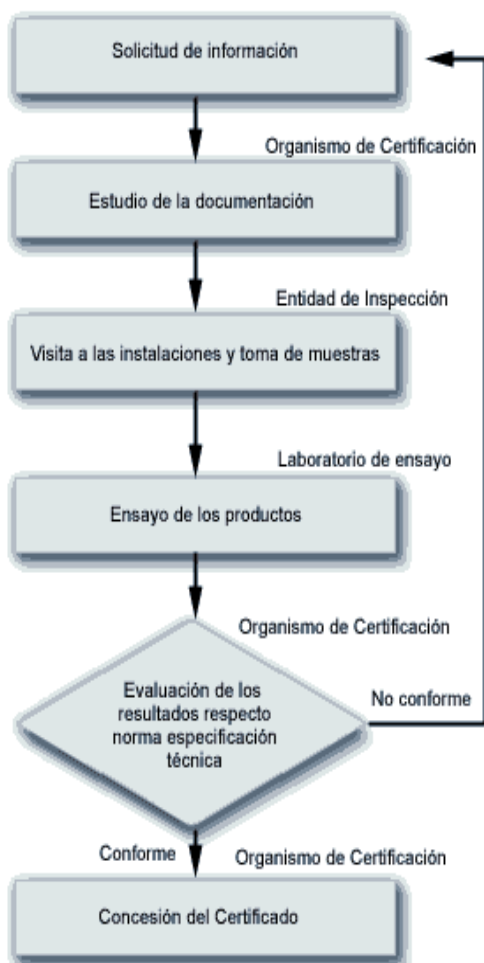 Solicitud de información
Organismo de Certificación
Estudio de la documentación
Entidad de Inspección
Visita a las instalaciones y toma de muestras
Laboratorio de ensayo
Ensayo de los productos
Organismo de Certificación
Evaluación de los
resultados respecto
norma especificación
técnica
No conforme
Conforme
Organismo de Certificación
Concesión del Certificado